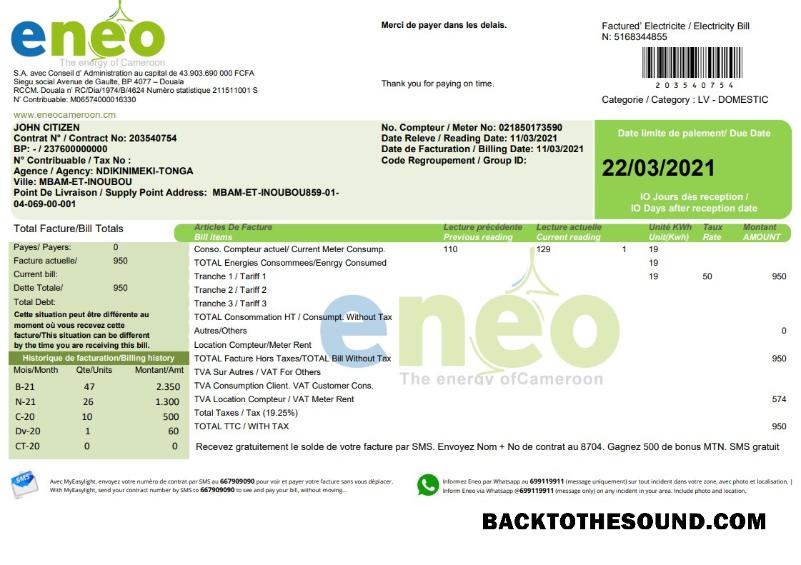 eneo
The energy of Cameroon
S.A. avec Conseil d' Administration au capital de 43.903.690 000 FCFA
Siegu social Avenue de Gaulte, BP 4077 – Douala
RCCM. Douala n' RC/Dia/1974/B/4624 Numéro statistique 211511001 S
N° Contribuable: M06574000016330
www.eneocameroon.cm
Merci de payer dans les delais.
Thank you for paying on time.
Factured' Electricite / Electricity Bill
N: 5168344855
203540754
Categorie / Category : LV - DOMESTIC
JOHN CITIZEN
Contrat N° / Contract No: 203540754
BP: - / 237600000000
N° Contribuable / Tax No :
Agence / Agency: NDIKINIMEKI-TONGA
Ville: MBAM-ET-INOUBOU
Point De Livraison / Supply Point Address: MBAM-ET-INOUBOU859-01-
04-069-00-001
No. Compteur / Meter No: 021850173590
Date Releve / Reading Date: 11/03/2021
Date de Facturation / Billing Date: 11/03/2021
Code Regroupement / Group ID:
Date limite de palement/ Due Date
22/03/2021
IO Jours dès réception /
IO Days after reception date
Total Facture/Bill Totals
Payes/ Payers: 0
Facture actuelle/ 950
Current bill:
Dette Totale/ 950
Total Debt:
Cette situation peut être différente au
moment où vous recevez cette
facture/This situation can be different
by the time you are receiving this bill.
Historique de facturation/Billing history
Mois/Month Qte/Units Montant/Amt
B-21 47 2.350
N-21 26 1.300
C-20 10 500
Dv-20 1 60
CT-20 0 0
Articles De Facture Lecture précédente Lecture actuelle Unité KWh Taux Montant
Bill items Previous reading Current reading Unit(Kwh) Rate AMOUNT
Conso. Compteur actuel/ Current Meter Consump. 110 129 1 19
TOTAL Energies Consommees/Eenrgy Consumed 19
Tranche 1 / Tariff 1 19 50 950
Tranche 2 / Tariff 2
Tranche 3 / Tariff 3
TOTAL Consommation HT / Consumpt. Without Tax
Autres/Others 0
Location Compteur/Meter Rent
TOTAL Facture Hors Taxes/TOTAL Bill Without Tax 950
TVA Sur Autres / VAT For Others
TVA Consumption Client. VAT Customer Cons.
TVA Location Compteur / VAT Meter Rent 574
Total Taxes / Tax (19.25%)
TOTAL TTC / WITH TAX 950
eneo
The energy ofCameroon
Recevez gratuitement le solde de votre facture par SMS. Envoyez Nom + No de contrat au 8704. Gagnez 500 de bonus MTN. SMS gratuit
SMS
Avec MyEasylight, envoyez votre numéro de contrat par SMS au 667909090 pour voir et payer votre facture sans vous déplacer.
With MyEasylight, send your contract number by SMS to 667909090 to see and pay your bill, without moving...
Informez Eneo par Whatsapp au 699119911 (message uniquement) sur tout incident dans votre zone, avec photo et localisation. |
Inform Eneo via Whatsapp @699119911 (message only) on any incident in your area. Include photo and location.
BACKTOTHESOUND.COM